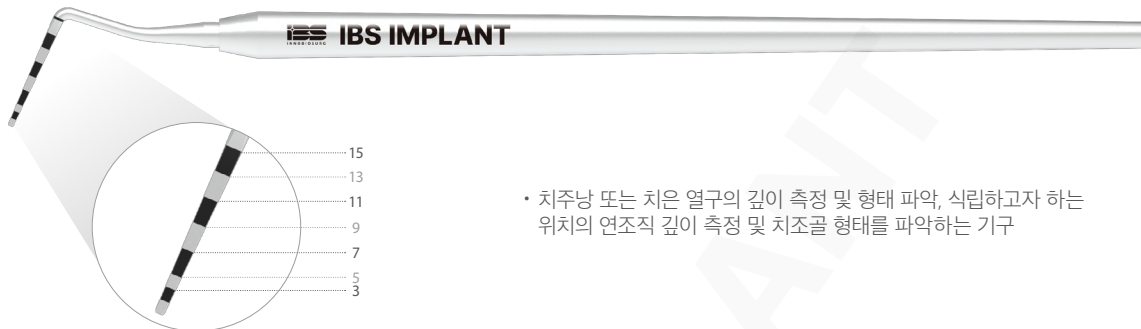 IBS
INNOBIOSURG
IBS IMPLANT
15
13
11
9
7
5
3
• 치주낭 또는 치은 열구의 깊이 측정 및 형태 파악, 식립하고자 하는
위치의 연조직 깊이 측정 및 치조골 형태를 파악하는 기구
ANT